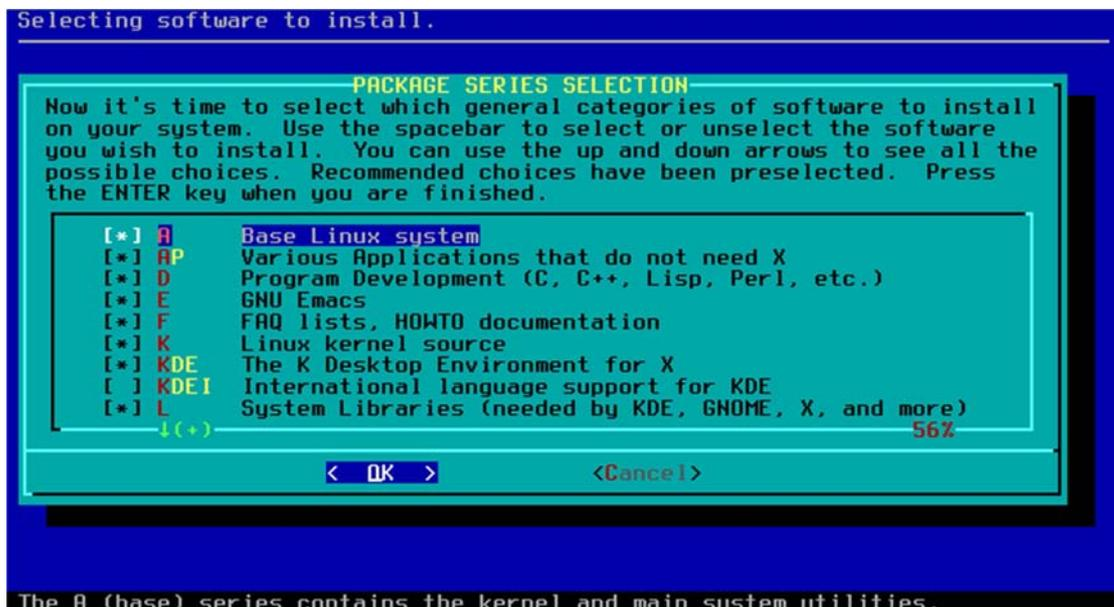 Selecting software to install.
PACKAGE SERIES SELECTION
Now it's time to select which general categories of software to install
on your system.  Use the spacebar to select or unselect the software
you wish to install.  You can use the up and down arrows to see all the
possible choices.  Recommended choices have been preselected.  Press
the ENTER key when you are finished.
[*] A Base Linux system
[*] AP Various Applications that do not need X
[*] D Program Development (C, C++, Lisp, Perl, etc.)
[*] E GNU Emacs
[*] F FAQ lists, HOWTO documentation
[*] K Linux kernel source
[*] KDE The K Desktop Environment for X
[ ] KDEI International language support for KDE
[*] L System Libraries (needed by KDE, GNOME, X, and more)
↓(+) 56%
< OK > <Cancel>
The A (base) series contains the kernel and main system utilities.